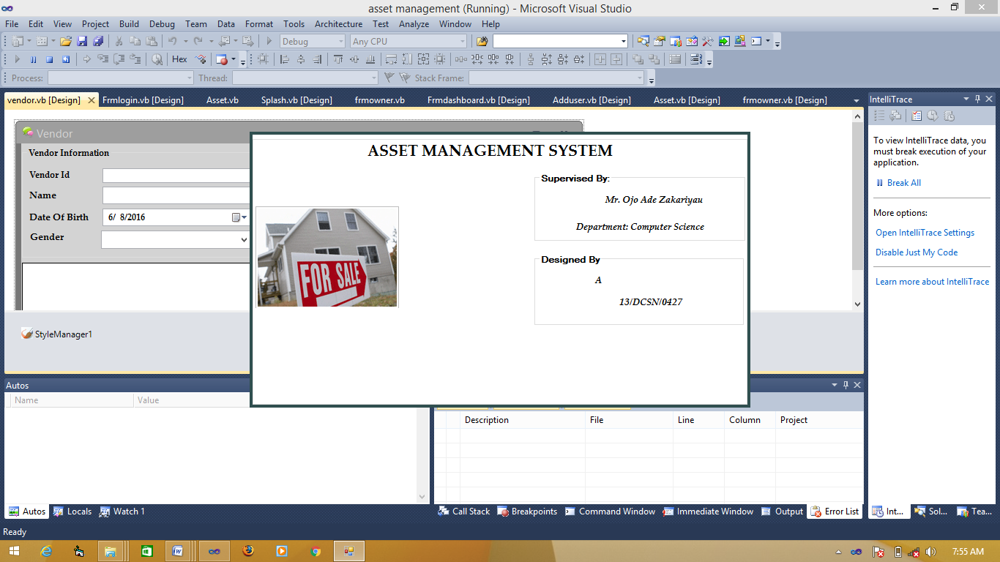 asset management (Running) - Microsoft Visual Studio
File Edit View Project Build Debug Team Data Format Tools Architecture Test Analyze Window Help
Debug Any CPU
Hex
Process: Thread: Stack Frame:
vendor.vb [Design] Frmlogin.vb [Design] Asset.vb Splash.vb [Design] frmowner.vb Frmdashboard.vb [Design] Adduser.vb [Design] Asset.vb [Design] frmowner.vb [Design]
Vendor
Vendor Information
Vendor Id
Name
Date Of Birth 6/ 8/2016
Gender
StyleManager1
ASSET MANAGEMENT SYSTEM
Supervised By:
Mr. Ojo Ade Zakariyau
Department: Computer Science
Designed By
A
13/DCSN/0427
FOR SALE
IntelliTrace
To view IntelliTrace data, you
must break execution of your
application.
Break All
More options:
Open IntelliTrace Settings
Disable Just My Code
Learn more about IntelliTrace
Autos
Name Value
Description File Line Column Project
Autos Locals Watch 1
Call Stack Breakpoints Command Window Immediate Window Output Error List
Int... Sol... Tea...
Ready
7:55 AM